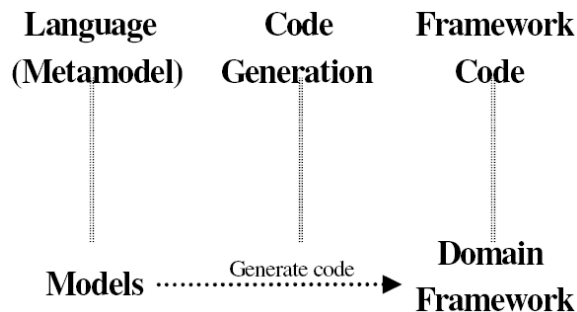 Language
(Metamodel)
Code
Generation
Framework
Code
Models
Generate code
Domain
Framework